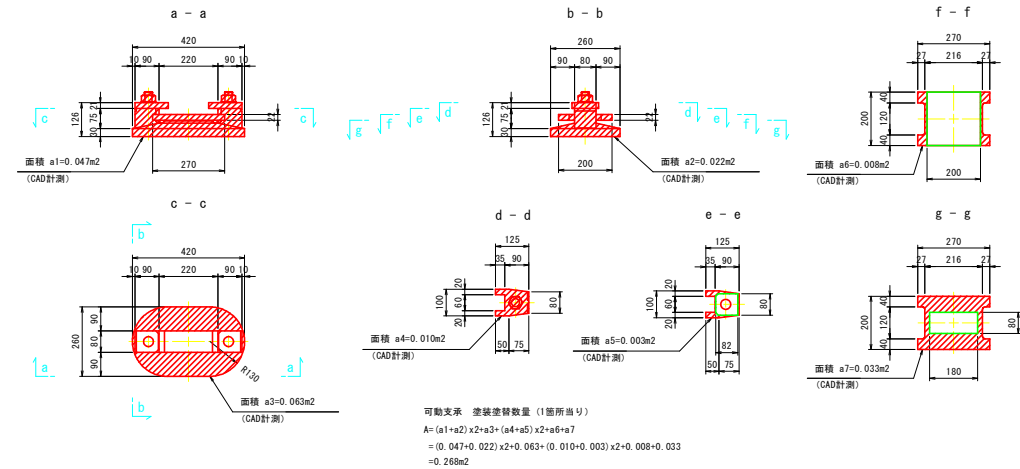 a - a
b - b
f - f
420
10 90 220 90 10
126
21
75
30
22
c
c
270
面積 a1=0.047m2
(CAD計測)
260
90 80 90
126
21
75
30
22
g
f
e
d
d
e
f
g
200
面積 a2=0.022m2
(CAD計測)
270
27 216 27
200
40
120
40
200
面積 a6=0.008m2
(CAD計測)
c - c
b
420
10 90 220 90 10
260
90
80
90
a
a
R130
b
面積 a3=0.063m2
(CAD計測)
d - d
125
35 90
100
20
60
20
80
50 75
面積 a4=0.010m2
(CAD計測)
e - e
125
35 90
100
20
60
20
80
82
50 75
面積 a5=0.003m2
(CAD計測)
g - g
270
27 216 27
200
40
120
40
80
180
面積 a7=0.033m2
(CAD計測)
可動支承 塗装塗替数量 (1箇所当り)
A=(a1+a2)x2+a3+(a4+a5)x2+a6+a7
=(0.047+0.022)x2+0.063+(0.010+0.003)x2+0.008+0.033
=0.268m2